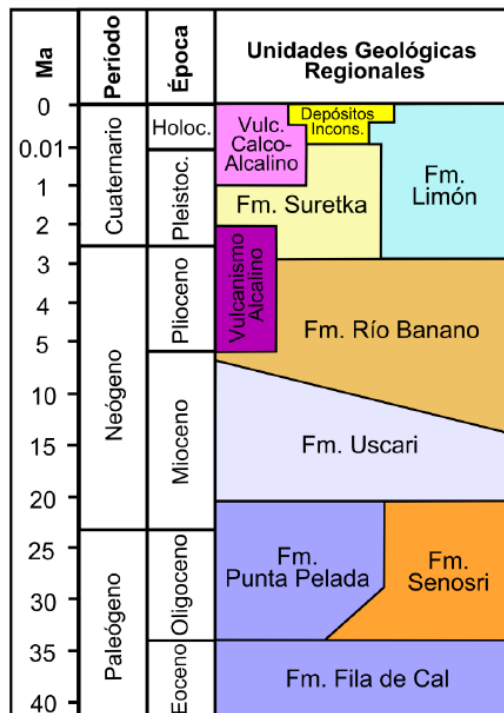 Ma
Período
Época
Unidades Geológicas
Regionales
0
0.01
1
2
3
4
5
10
15
20
25
30
35
40
Cuaternario
Neógeno
Paleógeno
Holoc.
Pleistoc.
Plioceno
Mioceno
Oligoceno
Eoceno
Vulc.
Calco-
Alcalino
Depósitos
Incons.
Fm.
Limón
Fm. Suretka
Vulcanismo
Alcalino
Fm. Río Banano
Fm. Uscari
Fm.
Punta Pelada
Fm.
Senosri
Fm. Fila de Cal